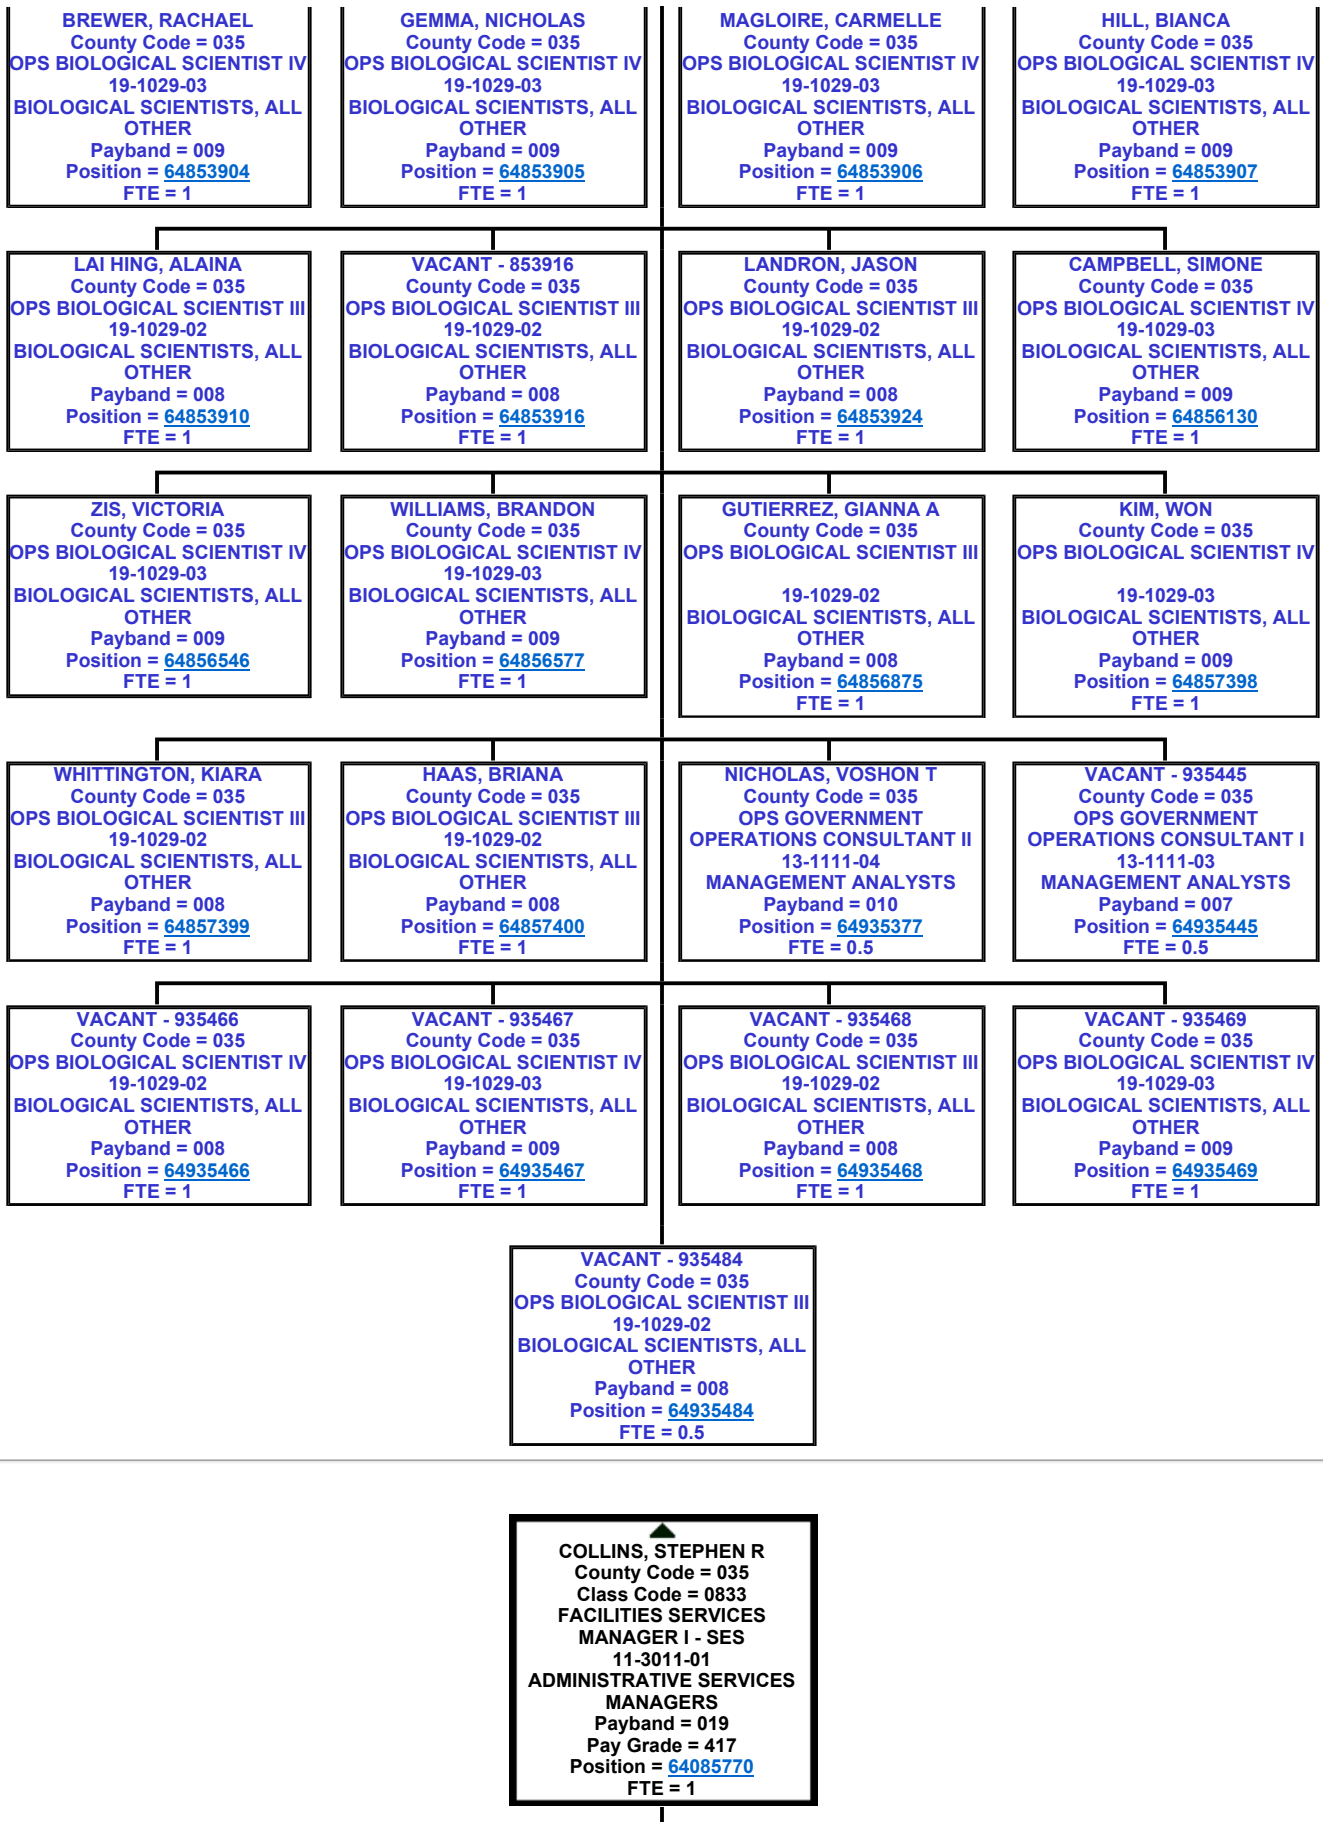 BREWER, RACHAEL
County Code = 035
OPS BIOLOGICAL SCIENTIST IV
19-1029-03
BIOLOGICAL SCIENTISTS, ALL
OTHER
Payband = 009
Position = 64853904
FTE = 1
GEMMA, NICHOLAS
County Code = 035
OPS BIOLOGICAL SCIENTIST IV
19-1029-03
BIOLOGICAL SCIENTISTS, ALL
OTHER
Payband = 009
Position = 64853905
FTE = 1
MAGLOIRE, CARMELLE
County Code = 035
OPS BIOLOGICAL SCIENTIST IV
19-1029-03
BIOLOGICAL SCIENTISTS, ALL
OTHER
Payband = 009
Position = 64853906
FTE = 1
HILL, BIANCA
County Code = 035
OPS BIOLOGICAL SCIENTIST IV
19-1029-03
BIOLOGICAL SCIENTISTS, ALL
OTHER
Payband = 009
Position = 64853907
FTE = 1
LAI HING, ALAINA
County Code = 035
OPS BIOLOGICAL SCIENTIST III
19-1029-02
BIOLOGICAL SCIENTISTS, ALL
OTHER
Payband = 008
Position = 64853910
FTE = 1
VACANT - 853916
County Code = 035
OPS BIOLOGICAL SCIENTIST III
19-1029-02
BIOLOGICAL SCIENTISTS, ALL
OTHER
Payband = 008
Position = 64853916
FTE = 1
LANDRON, JASON
County Code = 035
OPS BIOLOGICAL SCIENTIST III
19-1029-02
BIOLOGICAL SCIENTISTS, ALL
OTHER
Payband = 008
Position = 64853924
FTE = 1
CAMPBELL, SIMONE
County Code = 035
OPS BIOLOGICAL SCIENTIST IV
19-1029-03
BIOLOGICAL SCIENTISTS, ALL
OTHER
Payband = 009
Position = 64856130
FTE = 1
ZIS, VICTORIA
County Code = 035
OPS BIOLOGICAL SCIENTIST IV
19-1029-03
BIOLOGICAL SCIENTISTS, ALL
OTHER
Payband = 009
Position = 64856546
FTE = 1
WILLIAMS, BRANDON
County Code = 035
OPS BIOLOGICAL SCIENTIST IV
19-1029-03
BIOLOGICAL SCIENTISTS, ALL
OTHER
Payband = 009
Position = 64856577
FTE = 1
GUTIERREZ, GIANNA A
County Code = 035
OPS BIOLOGICAL SCIENTIST III
19-1029-02
BIOLOGICAL SCIENTISTS, ALL
OTHER
Payband = 008
Position = 64856875
FTE = 1
KIM, WON
County Code = 035
OPS BIOLOGICAL SCIENTIST IV
19-1029-03
BIOLOGICAL SCIENTISTS, ALL
OTHER
Payband = 009
Position = 64857398
FTE = 1
WHITTINGTON, KIARA
County Code = 035
OPS BIOLOGICAL SCIENTIST III
19-1029-02
BIOLOGICAL SCIENTISTS, ALL
OTHER
Payband = 008
Position = 64857399
FTE = 1
HAAS, BRIANA
County Code = 035
OPS BIOLOGICAL SCIENTIST III
19-1029-02
BIOLOGICAL SCIENTISTS, ALL
OTHER
Payband = 008
Position = 64857400
FTE = 1
NICHOLAS, VOSHON T
County Code = 035
OPS GOVERNMENT
OPERATIONS CONSULTANT II
13-1111-04
MANAGEMENT ANALYSTS
Payband = 010
Position = 64935377
FTE = 0.5
VACANT - 935445
County Code = 035
OPS GOVERNMENT
OPERATIONS CONSULTANT I
13-1111-03
MANAGEMENT ANALYSTS
Payband = 007
Position = 64935445
FTE = 0.5
VACANT - 935466
County Code = 035
OPS BIOLOGICAL SCIENTIST IV
19-1029-02
BIOLOGICAL SCIENTISTS, ALL
OTHER
Payband = 008
Position = 64935466
FTE = 1
VACANT - 935467
County Code = 035
OPS BIOLOGICAL SCIENTIST IV
19-1029-03
BIOLOGICAL SCIENTISTS, ALL
OTHER
Payband = 009
Position = 64935467
FTE = 1
VACANT - 935468
County Code = 035
OPS BIOLOGICAL SCIENTIST III
19-1029-02
BIOLOGICAL SCIENTISTS, ALL
OTHER
Payband = 008
Position = 64935468
FTE = 1
VACANT - 935469
County Code = 035
OPS BIOLOGICAL SCIENTIST IV
19-1029-03
BIOLOGICAL SCIENTISTS, ALL
OTHER
Payband = 009
Position = 64935469
FTE = 1
VACANT - 935484
County Code = 035
OPS BIOLOGICAL SCIENTIST III
19-1029-02
BIOLOGICAL SCIENTISTS, ALL
OTHER
Payband = 008
Position = 64935484
FTE = 0.5
COLLINS, STEPHEN R
County Code = 035
Class Code = 0833
FACILITIES SERVICES
MANAGER I - SES
11-3011-01
ADMINISTRATIVE SERVICES
MANAGERS
Payband = 019
Pay Grade = 417
Position = 64085770
FTE = 1